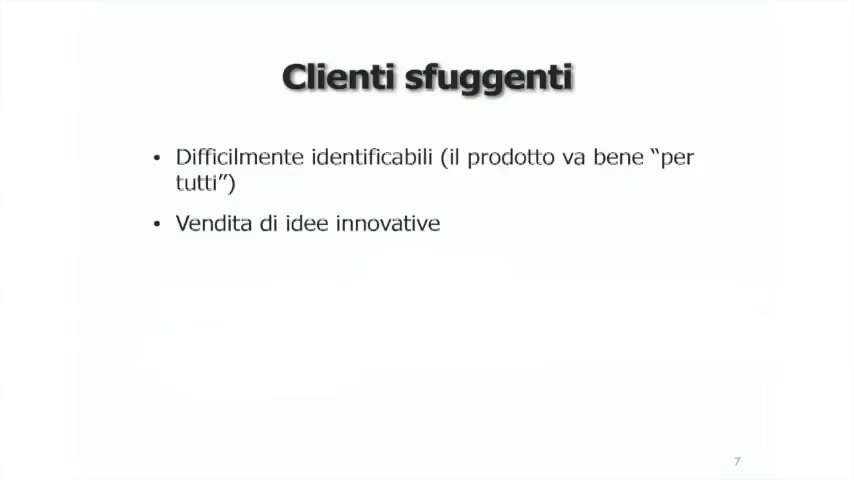 Clienti sfuggenti
• Difficilmente identificabili (il prodotto va bene “per
tutti”)
• Vendita di idee innovative
7